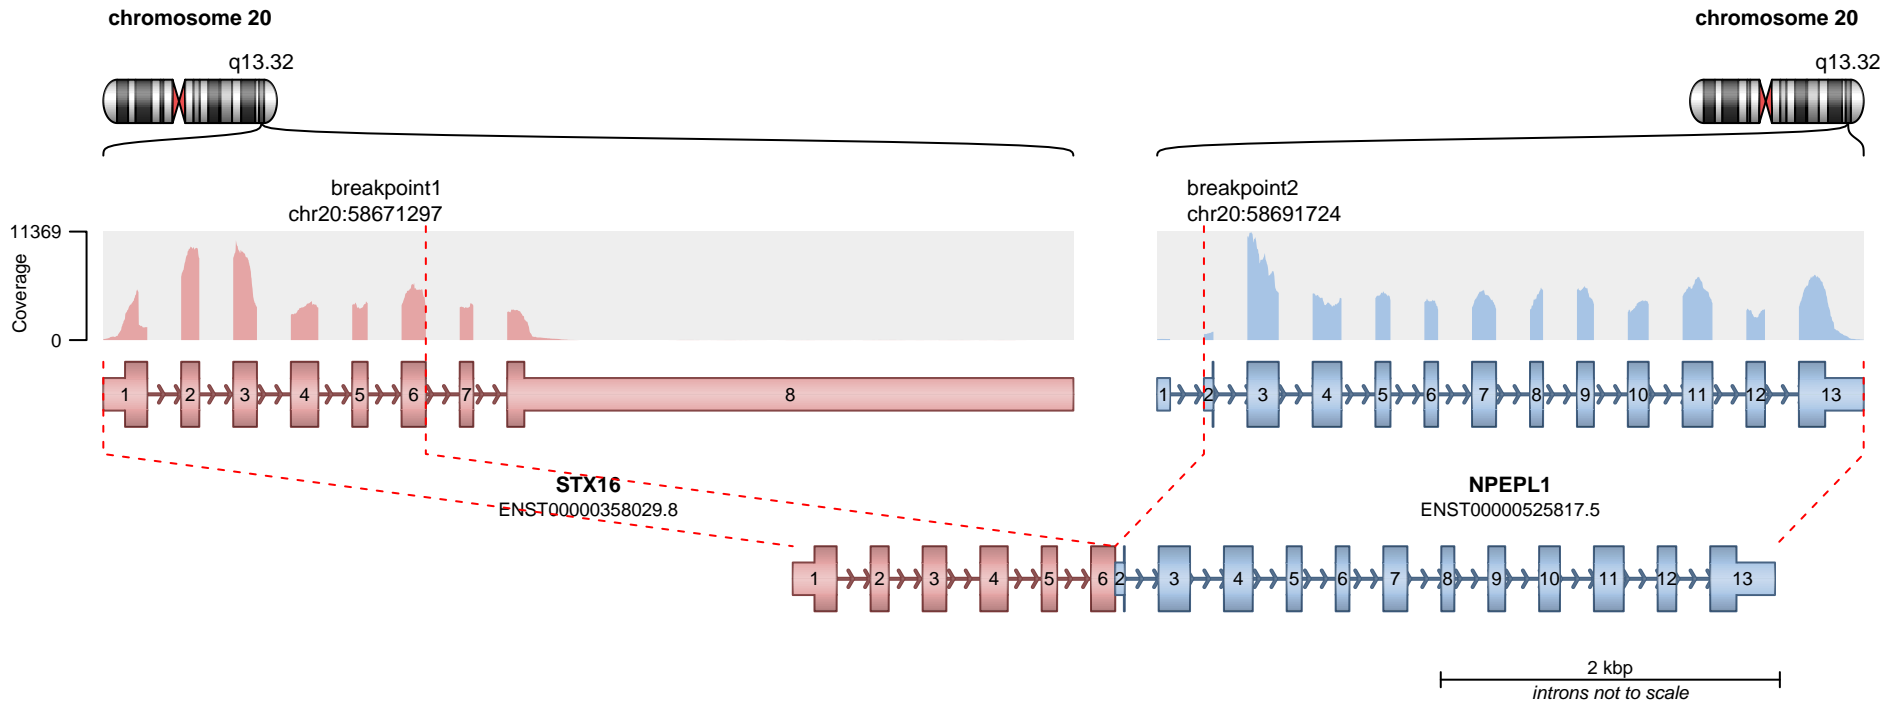 chromosome 20
chromosome 20
q13.32
q13.32
breakpoint1
chr20:58671297
breakpoint2
chr20:58691724
11369
Coverage
0
1 2 3 4 5 6 7 8
1 2 3 4 5 6 7 8 9 10 11 12 13
STX16
ENST00000358029.8
NPEPL1
ENST00000525817.5
1 2 3 4 5 6 2 3 4 5 6 7 8 9 10 11 12 13
2 kbp
introns not to scale